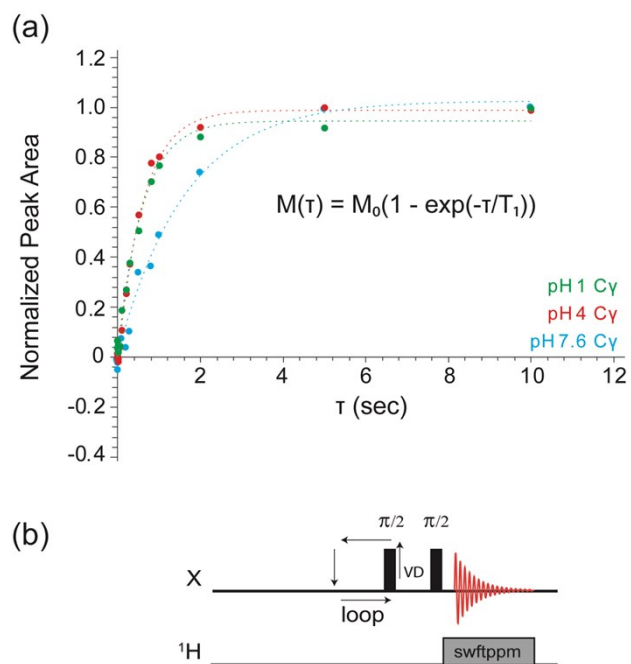 (a)
Normalized Peak Area
1.0
0.8
0.6
0.4
0.2
0
-0.2
-0.4
M(τ) = M₀(1 - exp(-τ/T₁))
pH 1 Cγ
pH 4 Cγ
pH 7.6 Cγ
0 2 4 6 8 10 12
τ (sec)
(b)
π/2 π/2
X
VD
loop
¹H
swftppm